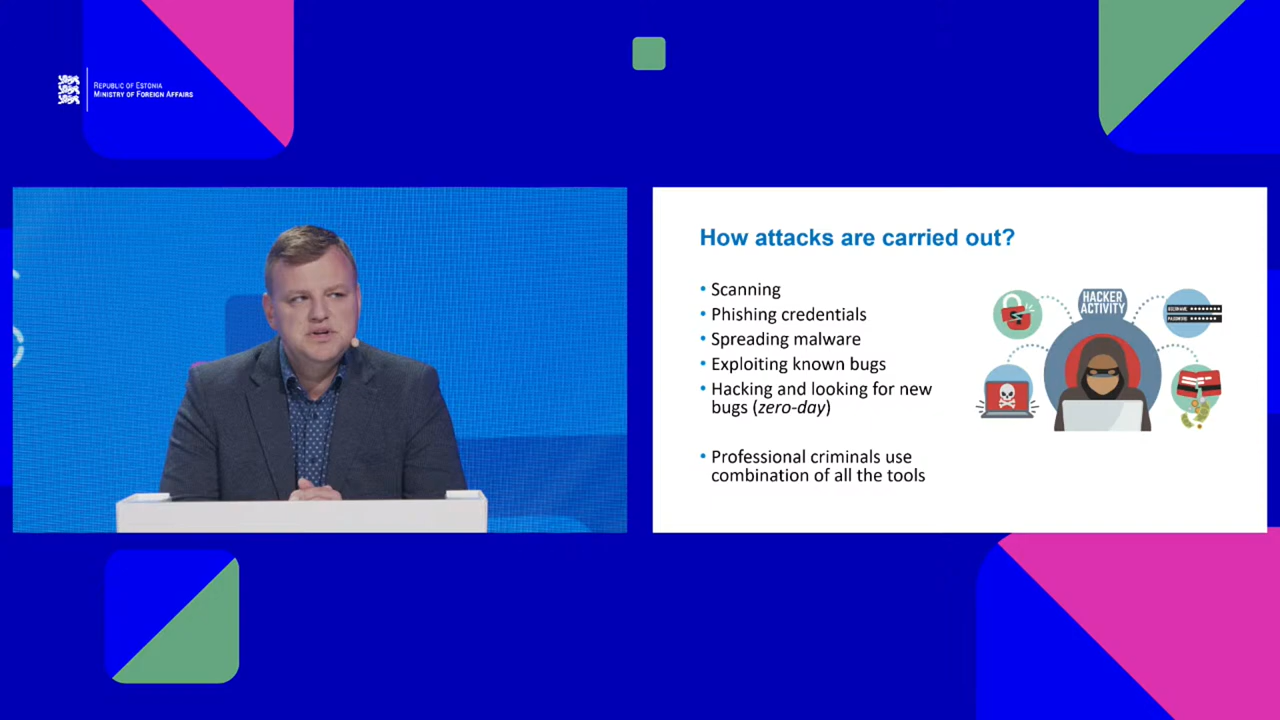 REPUBLIC OF ESTONIA
MINISTRY OF FOREIGN AFFAIRS
How attacks are carried out?
• Scanning
• Phishing credentials
• Spreading malware
• Exploiting known bugs
• Hacking and looking for new
bugs (zero-day)
• Professional criminals use
combination of all the tools
HACKER
ACTIVITY
USERNAME
PASSWORD